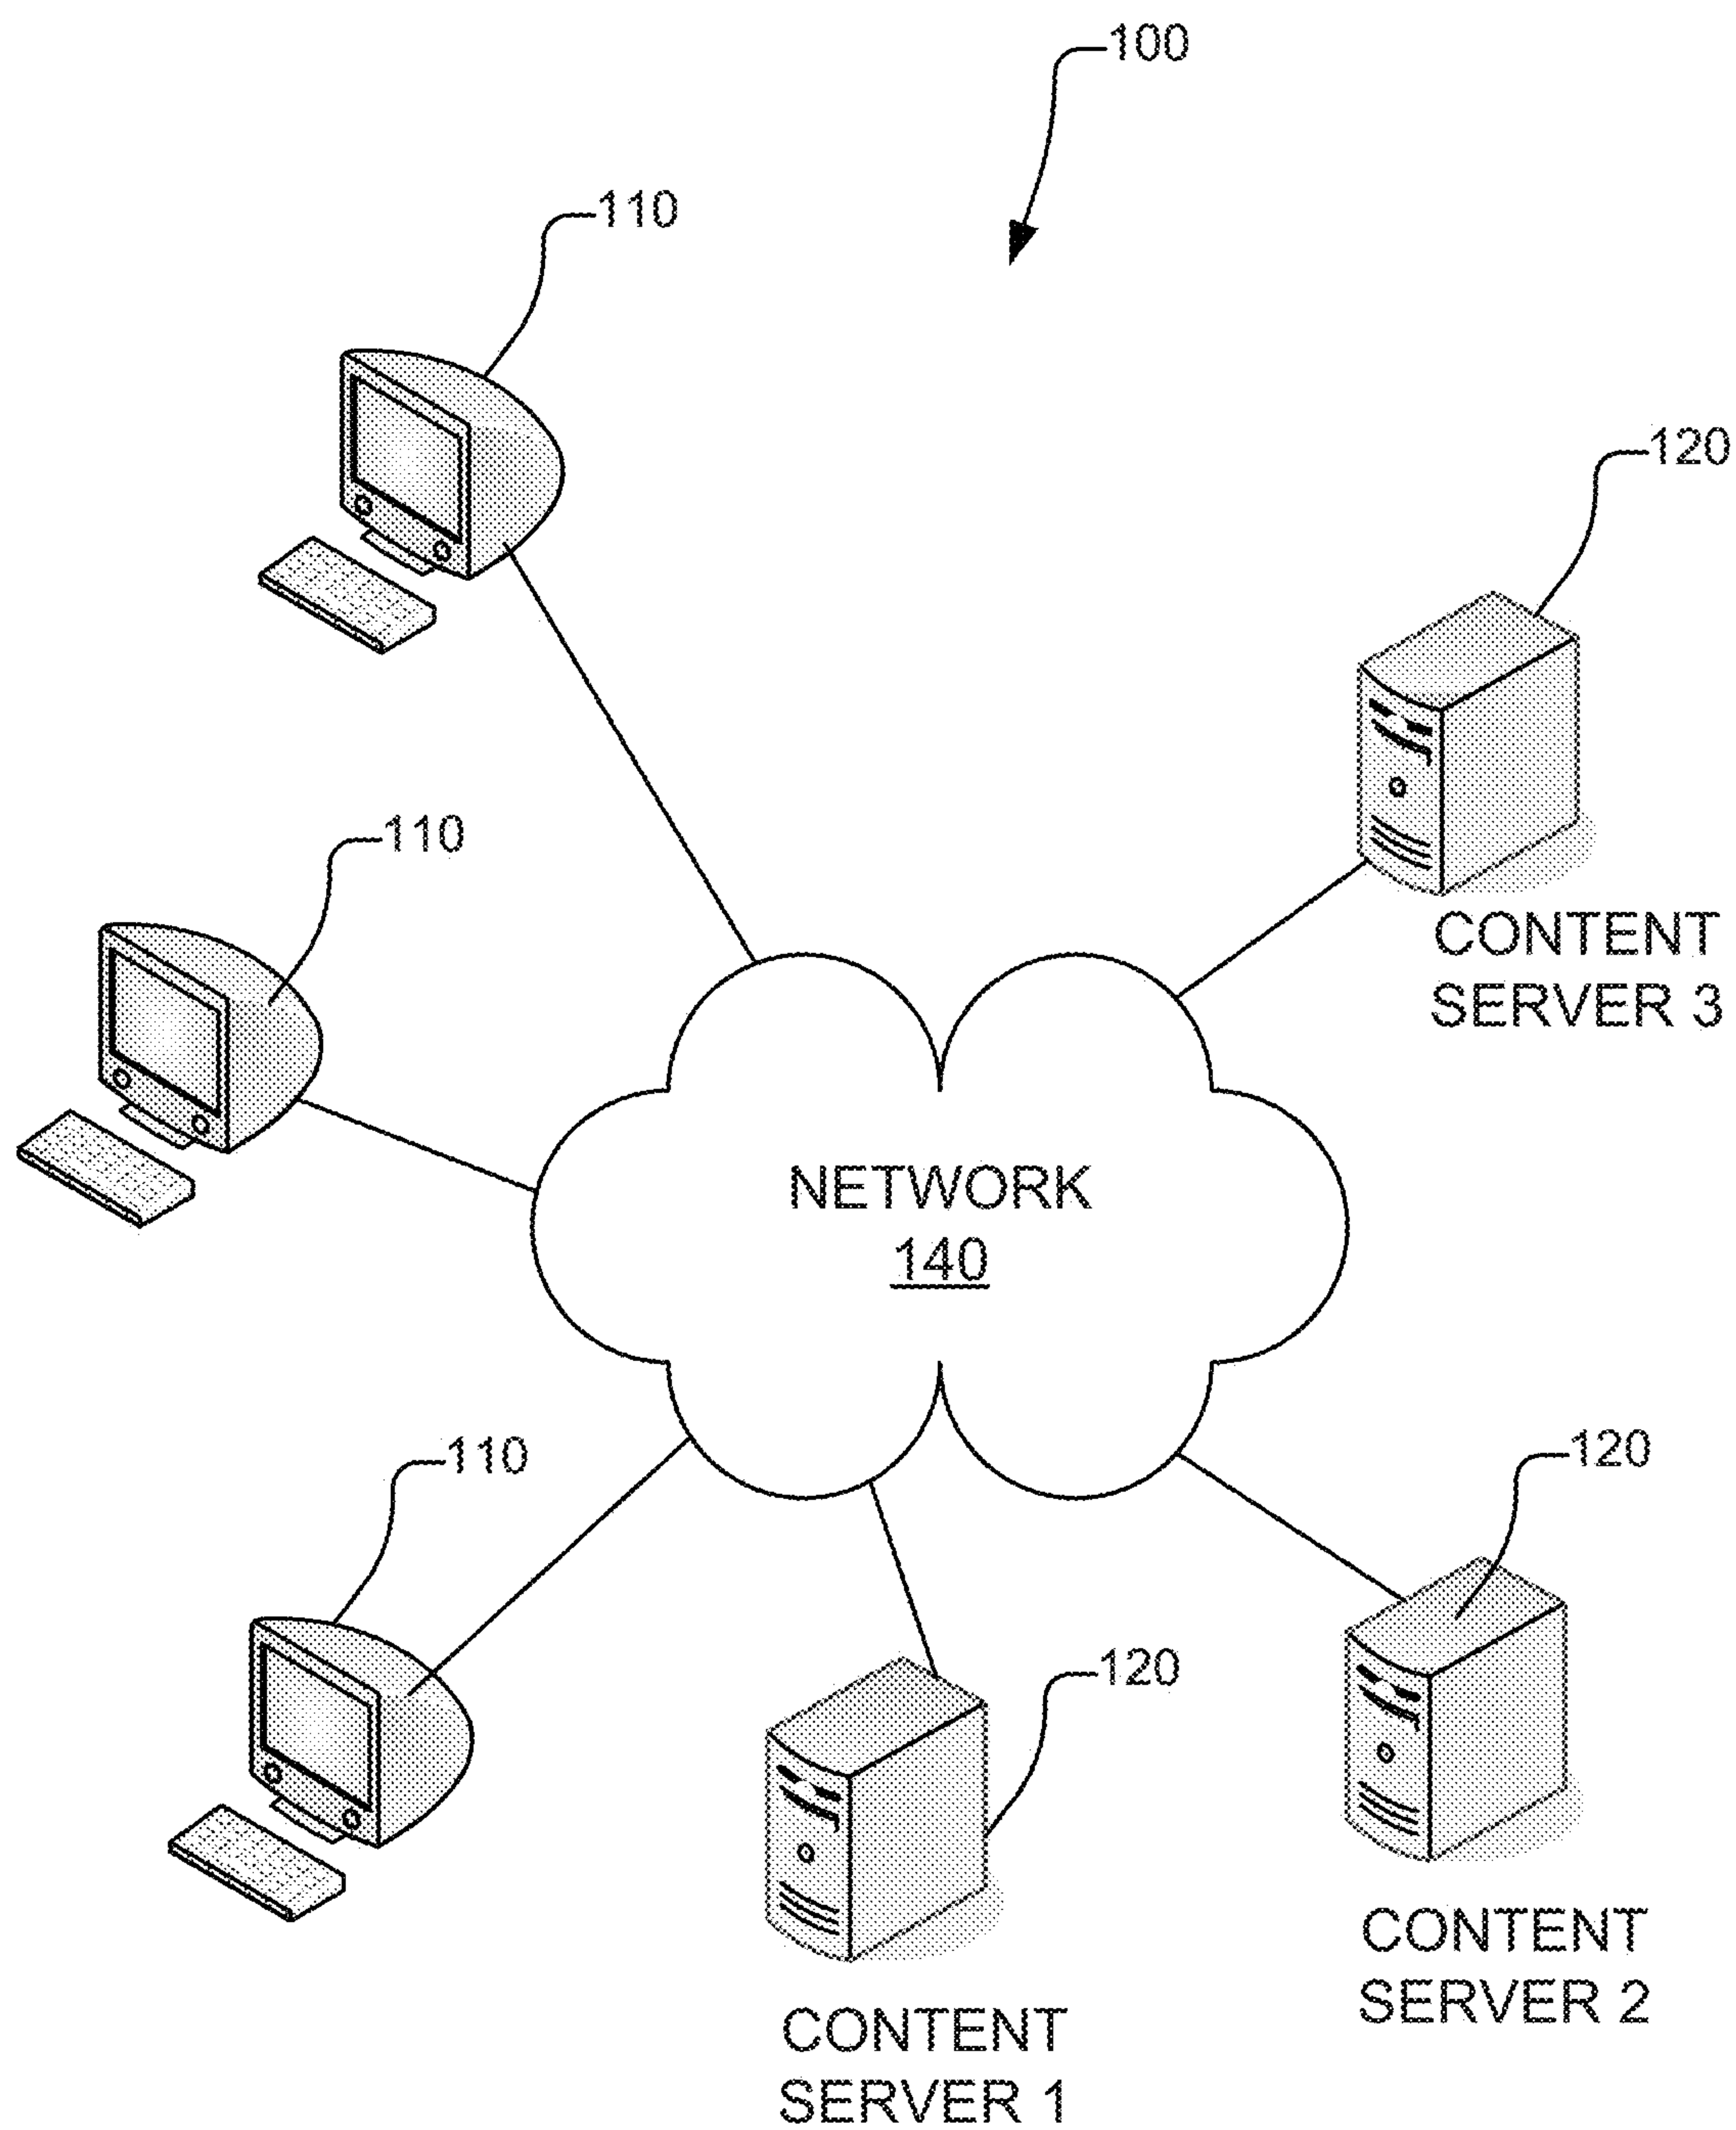 100
110
120
110
CONTENT
SERVER 3
NETWORK
140
110
120
120
CONTENT
SERVER 2
CONTENT
SERVER 1